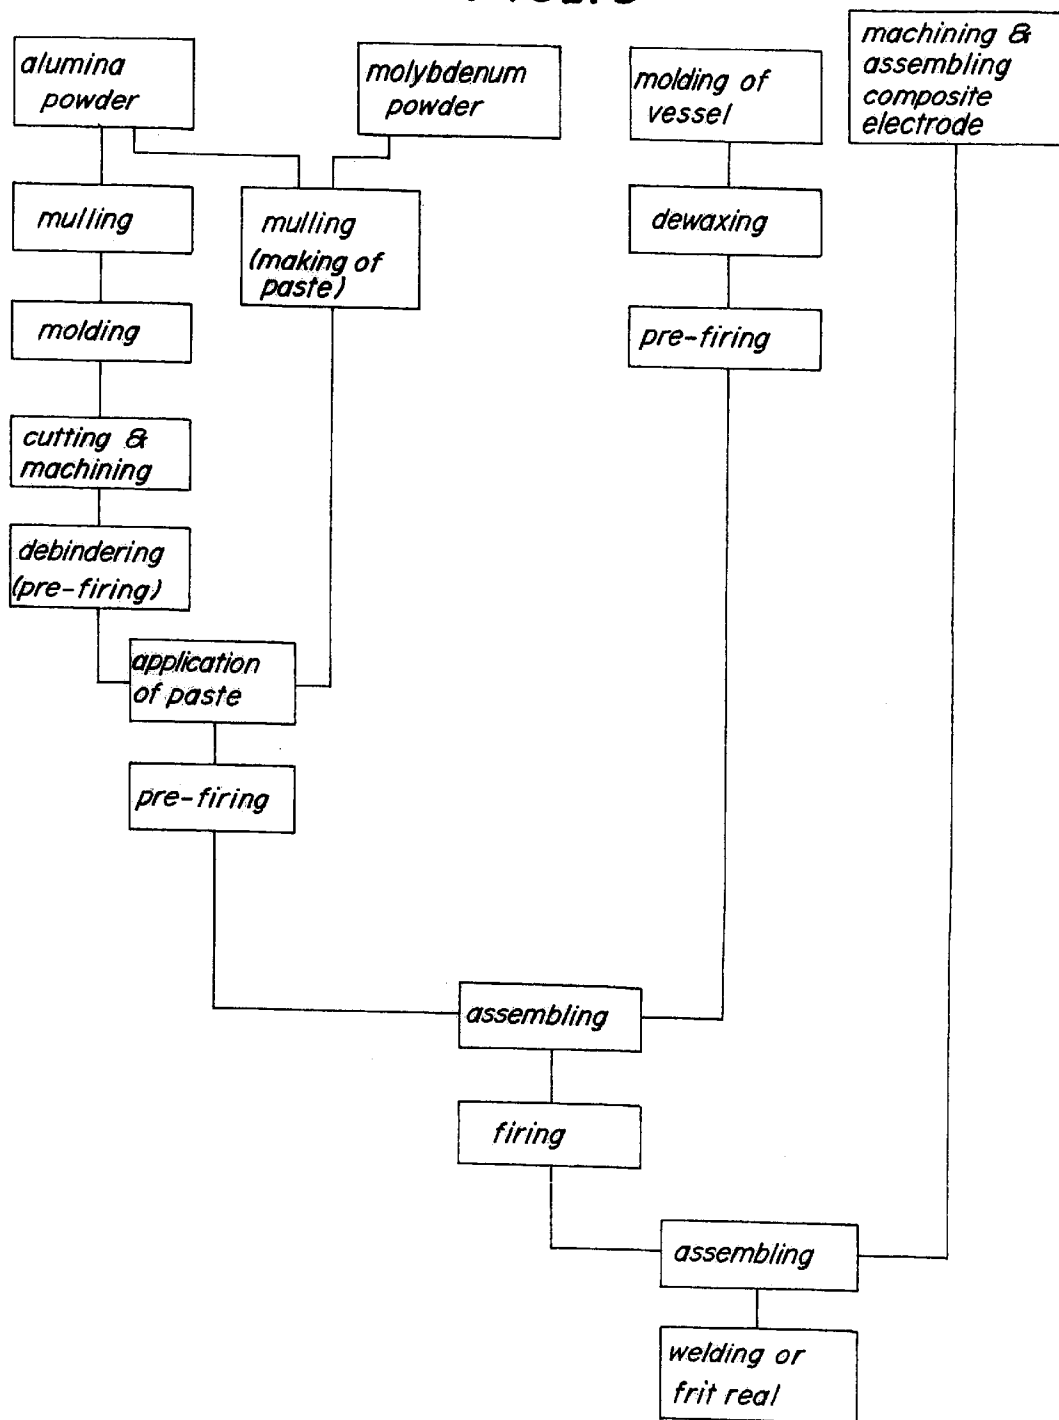 alumina
powder
molybdenum
powder
molding of
vessel
machining &
assembling
composite
electrode
mulling
mulling
(making of
paste)
dewaxing
molding
pre-firing
cutting &
machining
debindering
(pre-firing)
application
of paste
pre-firing
assembling
firing
assembling
welding or
frit real